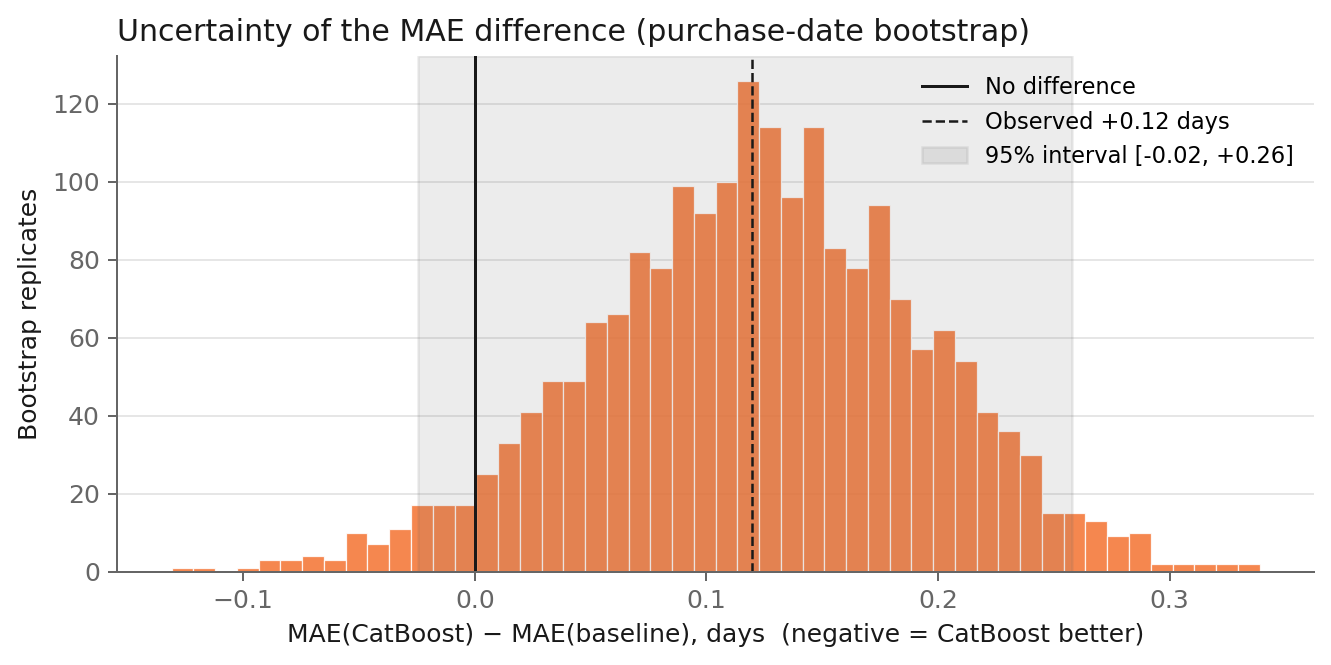 Uncertainty of the MAE difference (purchase-date bootstrap)
No difference
Observed +0.12 days
95% interval [-0.02, +0.26]
Bootstrap replicates
120
100
80
60
40
20
0
−0.1
0.0
0.1
0.2
0.3
MAE(CatBoost) − MAE(baseline), days  (negative = CatBoost better)